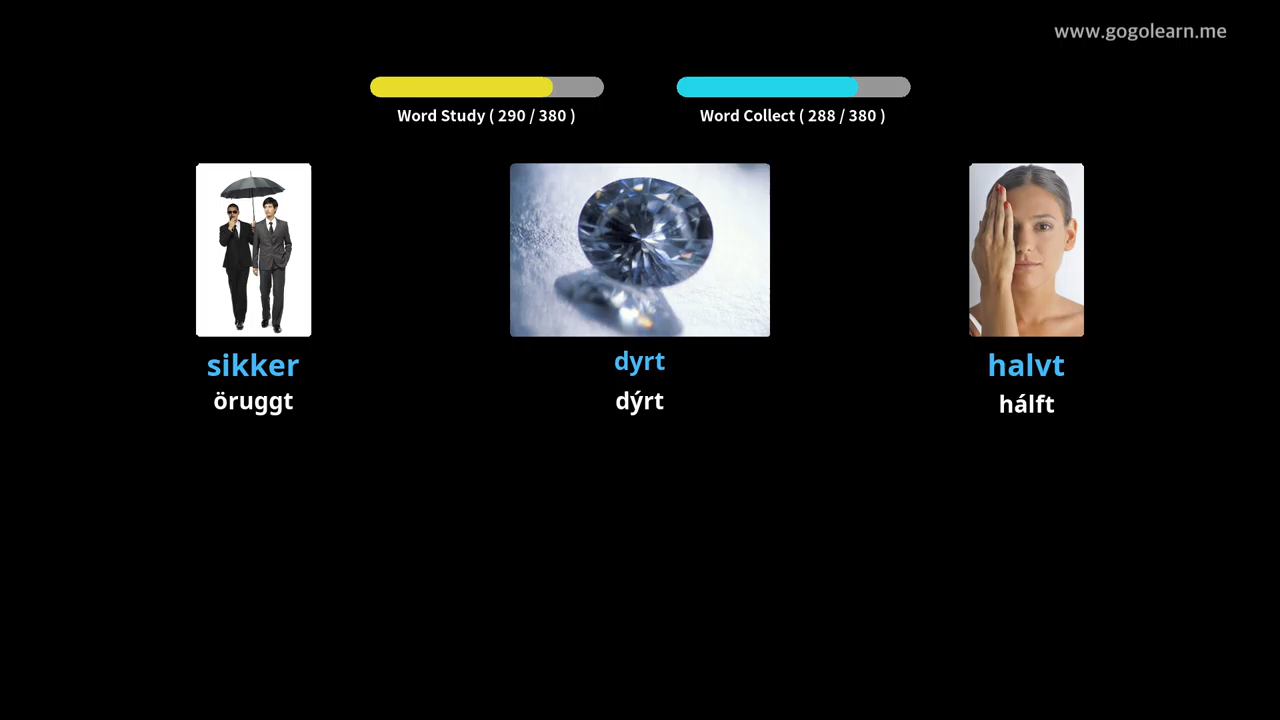 www.gogolearn.me
Word Study ( 290 / 380 )
Word Collect ( 288 / 380 )
sikker
dyrt
halvt
öruggt
dýrt
hálft